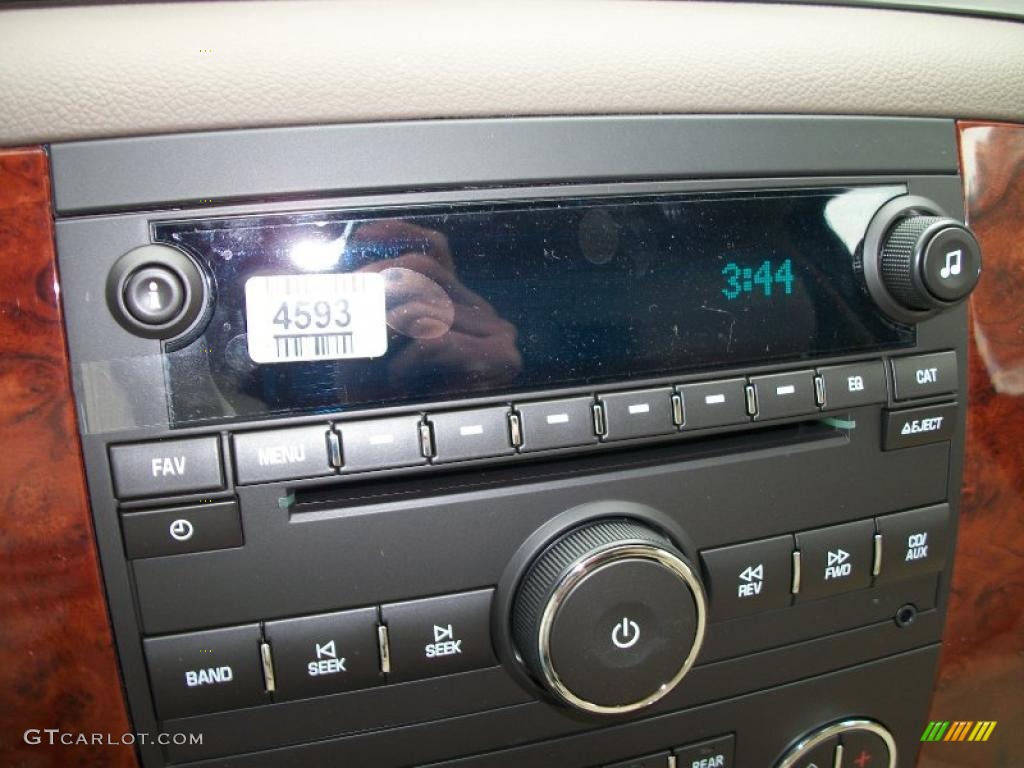 4593
3:44
CAT
EQ
EJECT
FAV
MENU
CD/
AUX
FWD
REV
SEEK
SEEK
BAND
REAR
GTCARLOT.COM